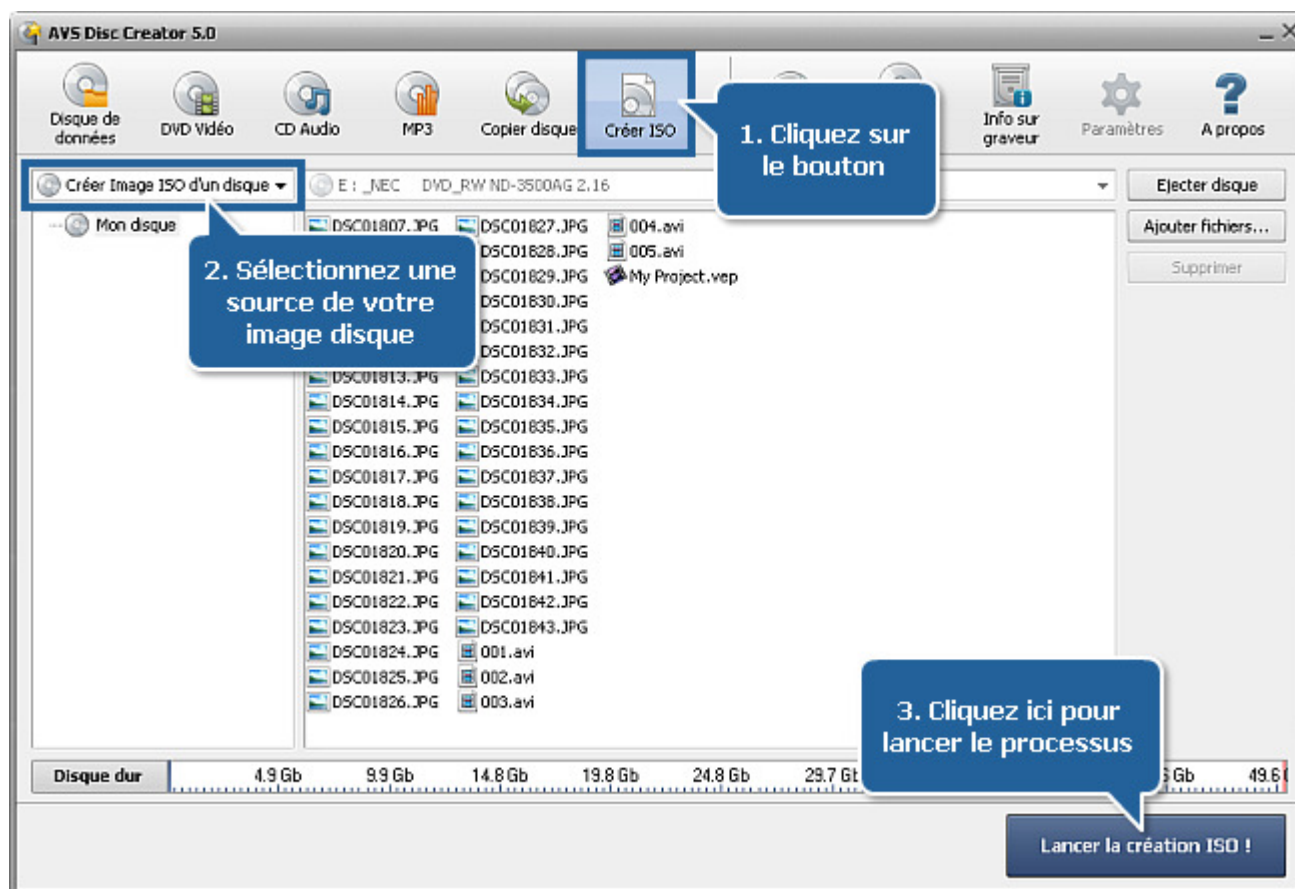 AVS Disc Creator 5.0
Disque de
données
DVD Vidéo
CD Audio
MP3
Copier disque
Créer ISO
Info sur
graveur
Paramètres
A propos
1. Cliquez sur
le bouton
Créer Image ISO d'un disque
E : _NEC DVD_RW ND-3500AG 2.16
Ejecter disque
Mon disque
Ajouter fichiers...
Supprimer
2. Sélectionnez une
source de votre
image disque
DSC01807.JPG
DSC01813.JPG
DSC01814.JPG
DSC01815.JPG
DSC01816.JPG
DSC01817.JPG
DSC01818.JPG
DSC01819.JPG
DSC01820.JPG
DSC01821.JPG
DSC01822.JPG
DSC01823.JPG
DSC01824.JPG
DSC01825.JPG
DSC01826.JPG
DSC01827.JPG
DSC01828.JPG
DSC01829.JPG
DSC01830.JPG
DSC01831.JPG
DSC01832.JPG
DSC01833.JPG
DSC01834.JPG
DSC01835.JPG
DSC01836.JPG
DSC01837.JPG
DSC01838.JPG
DSC01839.JPG
DSC01840.JPG
DSC01841.JPG
DSC01842.JPG
DSC01843.JPG
001.avi
002.avi
003.avi
004.avi
005.avi
My Project.vep
3. Cliquez ici pour
lancer le processus
Disque dur
4.9 Gb
9.9 Gb
14.8 Gb
19.8 Gb
24.8 Gb
29.7 Gb
Gb
49.6
Lancer la création ISO !